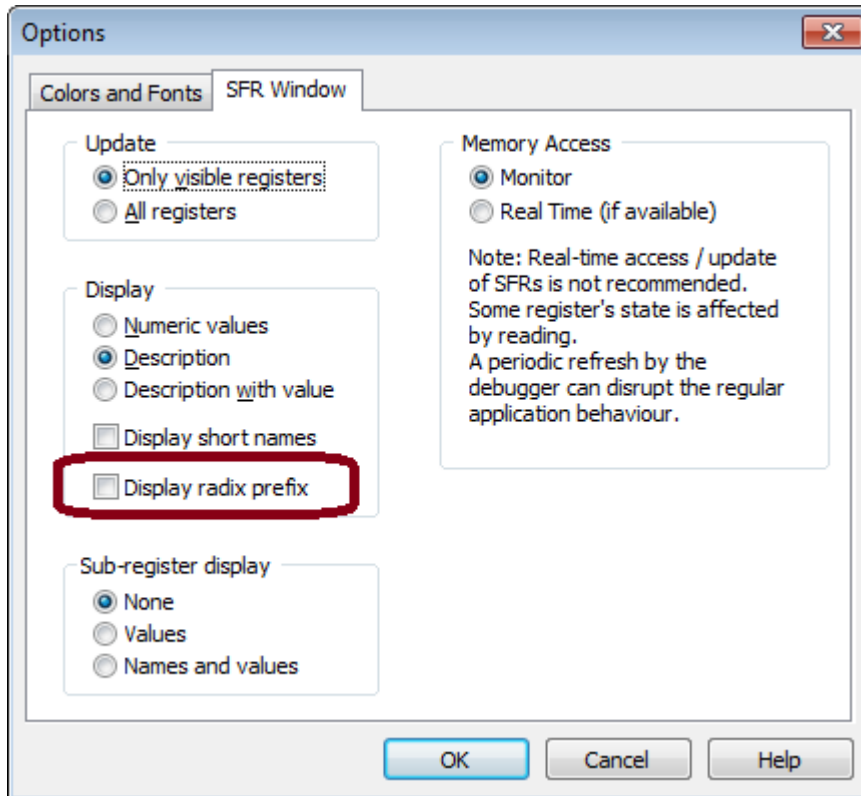 Options
Colors and Fonts
SFR Window
Update
Only visible registers
All registers
Display
Numeric values
Description
Description with value
Display short names
Display radix prefix
Sub-register display
None
Values
Names and values
Memory Access
Monitor
Real Time (if available)
Note: Real-time access / update
of SFRs is not recommended.
Some register's state is affected
by reading.
A periodic refresh by the
debugger can disrupt the regular
application behaviour.
OK
Cancel
Help